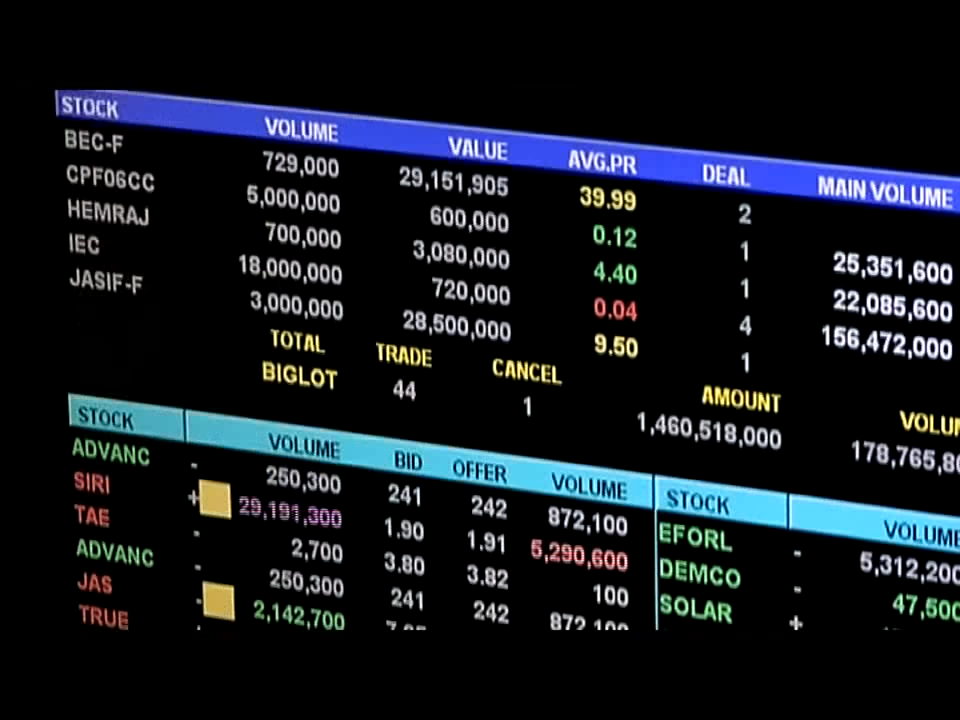 STOCK VOLUME VALUE AVG.PR DEAL MAIN VOLUME
BEC-F 729,000 29,151,905 39.99 2
CPF06CC 5,000,000 600,000 0.12 1 25,351,600
HEMRAJ 700,000 3,080,000 4.40 1 22,085,600
IEC 18,000,000 720,000 0.04 4 156,472,000
JASIF-F 3,000,000 28,500,000 9.50 1
TOTAL TRADE CANCEL AMOUNT VOLUM
BIGLOT 44 1 1,460,518,000 178,765,8
STOCK VOLUME BID OFFER VOLUME STOCK VOLUME
ADVANC - 250,300 241 242 872,100 EFORL - 5,312,200
SIRI + 29,191,300 1.90 1.91 5,290,600 DEMCO - 47,500
TAE - 2,700 3.80 3.82 100 SOLAR +
ADVANC - 250,300 241 242 872,100
JAS - 2,142,700
TRUE +